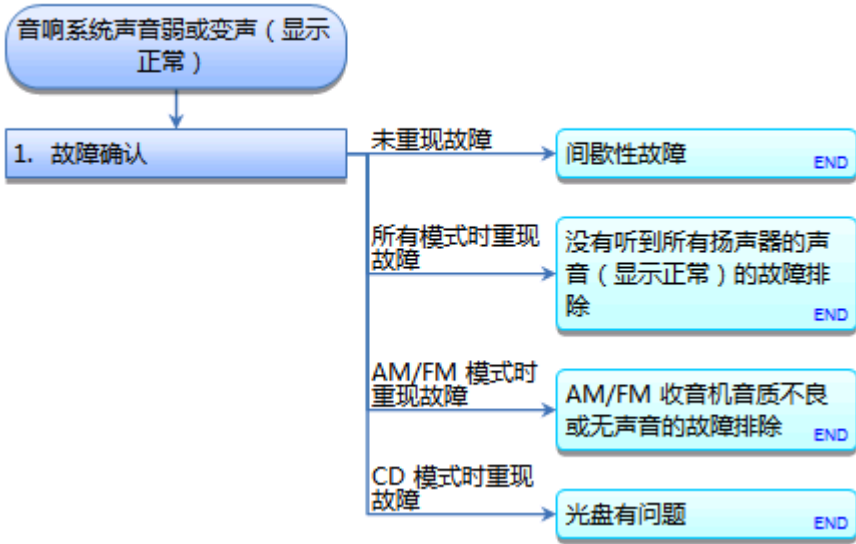 音响系统声音弱或变声（显示
正常）
1. 故障确认
未重现故障
间歇性故障
END
所有模式时重现
故障
没有听到所有扬声器的声
音（显示正常）的故障排
除
END
AM/FM 模式时
重现故障
AM/FM 收音机音质不良
或无声音的故障排除
END
CD 模式时重现
故障
光盘有问题
END